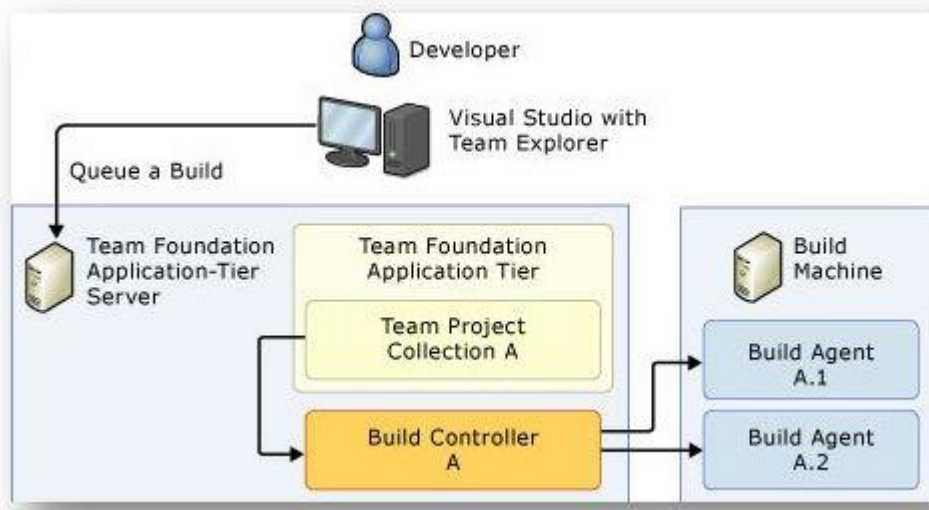 Developer
Visual Studio with
Team Explorer
Queue a Build
Team Foundation
Application-Tier
Server
Team Foundation
Application Tier
Team Project
Collection A
Build Controller
A
Build
Machine
Build Agent
A.1
Build Agent
A.2